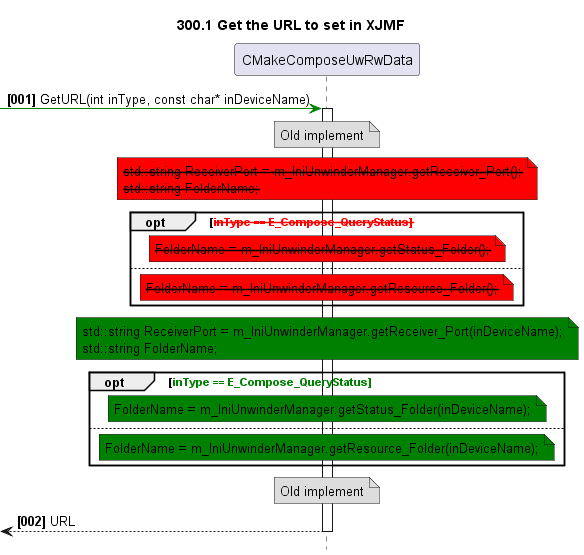 300.1 Get the URL to set in XJMF
CMakeComposeUwRwData
[001] GetURL(int inType, const char* inDeviceName)
Old implement
std::string ReceiverPort = m_IniUnwinderManager.getReceiver_Port();
std::string FolderName;
opt [inType == E_Compose_QueryStatus]
FolderName = m_IniUnwinderManager.getStatus_Folder();
FolderName = m_IniUnwinderManager.getResource_Folder();
std::string ReceiverPort = m_IniUnwinderManager.getReceiver_Port(inDeviceName);
std::string FolderName;
opt [inType == E_Compose_QueryStatus]
FolderName = m_IniUnwinderManager.getStatus_Folder(inDeviceName);
FolderName = m_IniUnwinderManager.getResource_Folder(inDeviceName);
Old implement
[002] URL